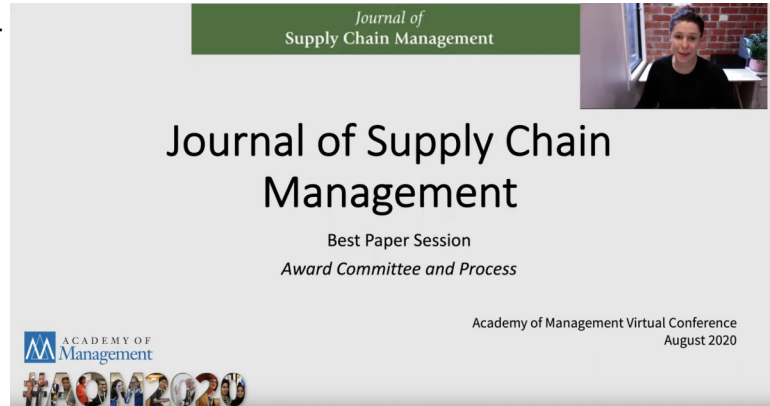 Journal of
Supply Chain Management
Journal of Supply Chain
Management
Best Paper Session
Award Committee and Process
Academy of Management Virtual Conference
August 2020
ACADEMY OF
Management
#AOM2020